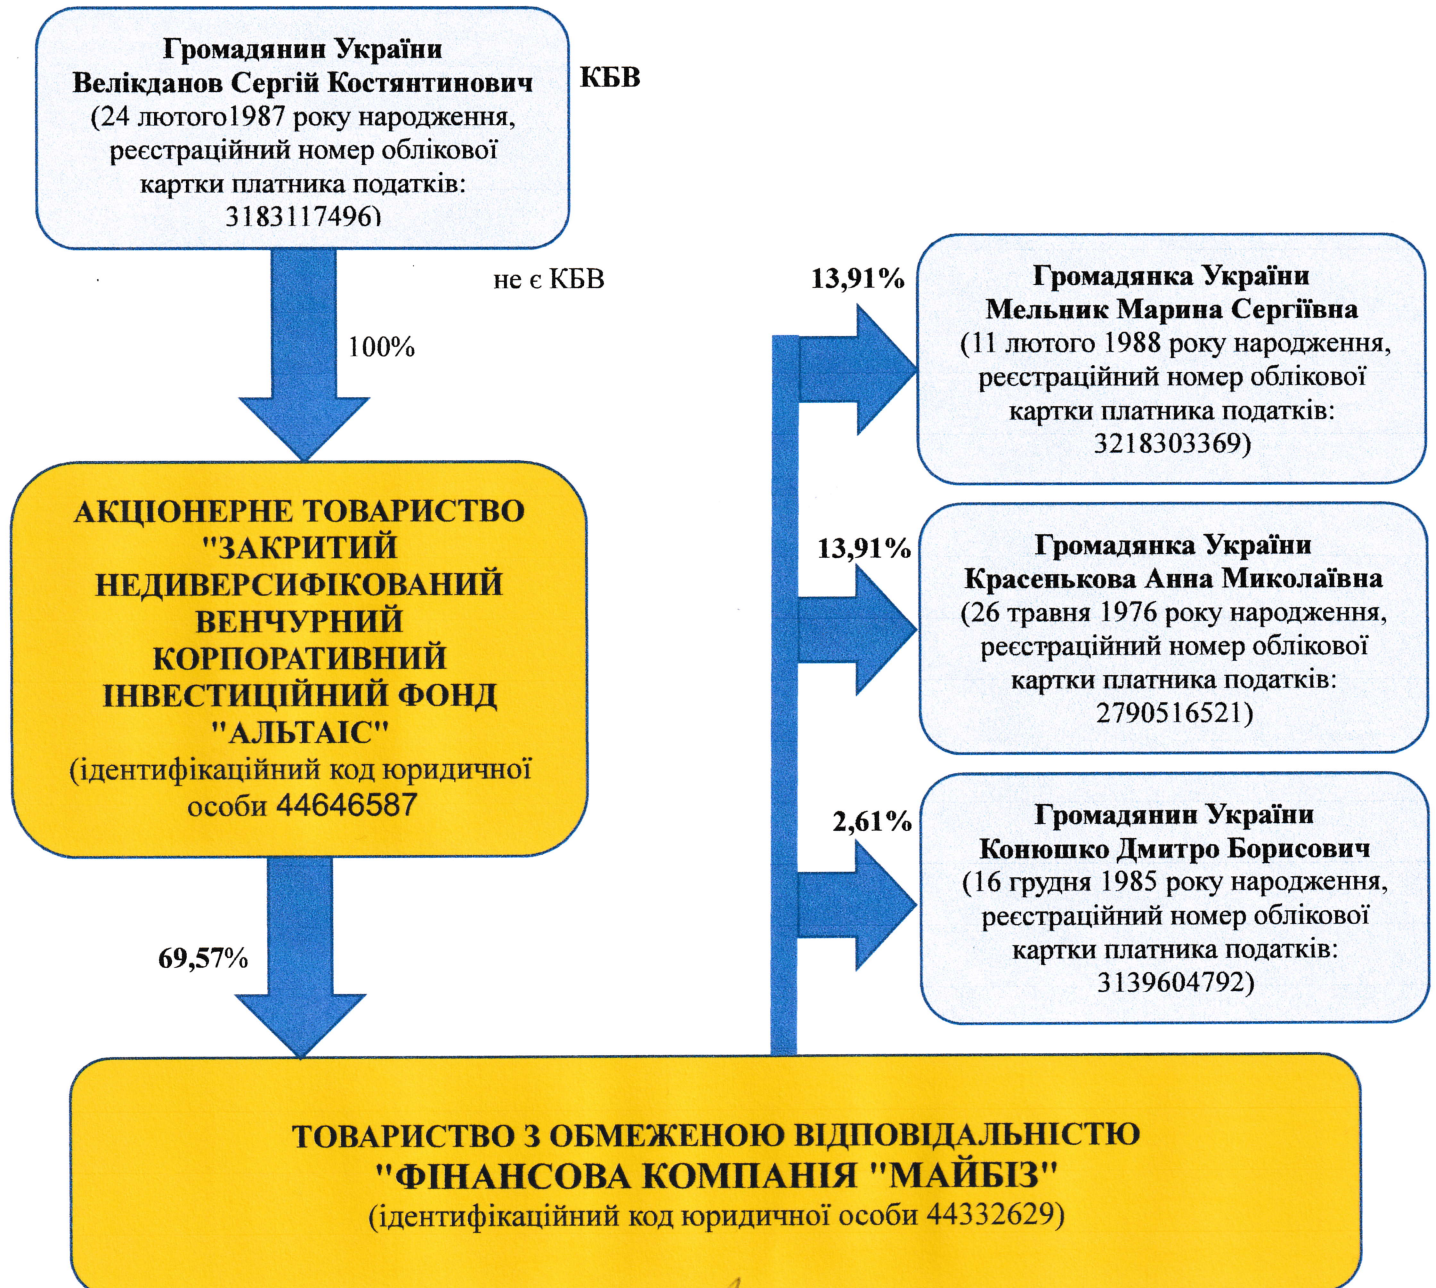 Громадянин України
Велікданов Сергій Костянтинович
(24 лютого1987 року народження,
реєстраційний номер облікової
картки платника податків:
3183117496)
КБВ
не є КБВ
100%
АКЦІОНЕРНЕ ТОВАРИСТВО
"ЗАКРИТИЙ
НЕДИВЕРСИФІКОВАНИЙ
ВЕНЧУРНИЙ
КОРПОРАТИВНИЙ
ІНВЕСТИЦІЙНИЙ ФОНД
"АЛЬТАІС"
(ідентифікаційний код юридичної
особи 44646587
69,57%
13,91%
Громадянка України
Мельник Марина Сергіївна
(11 лютого 1988 року народження,
реєстраційний номер облікової
картки платника податків:
3218303369)
13,91%
Громадянка України
Красенькова Анна Миколаївна
(26 травня 1976 року народження,
реєстраційний номер облікової
картки платника податків:
2790516521)
2,61%
Громадянин України
Конюшко Дмитро Борисович
(16 грудня 1985 року народження,
реєстраційний номер облікової
картки платника податків:
3139604792)
ТОВАРИСТВО З ОБМЕЖЕНОЮ ВІДПОВІДАЛЬНІСТЮ
"ФІНАНСОВА КОМПАНІЯ "МАЙБІЗ"
(ідентифікаційний код юридичної особи 44332629)